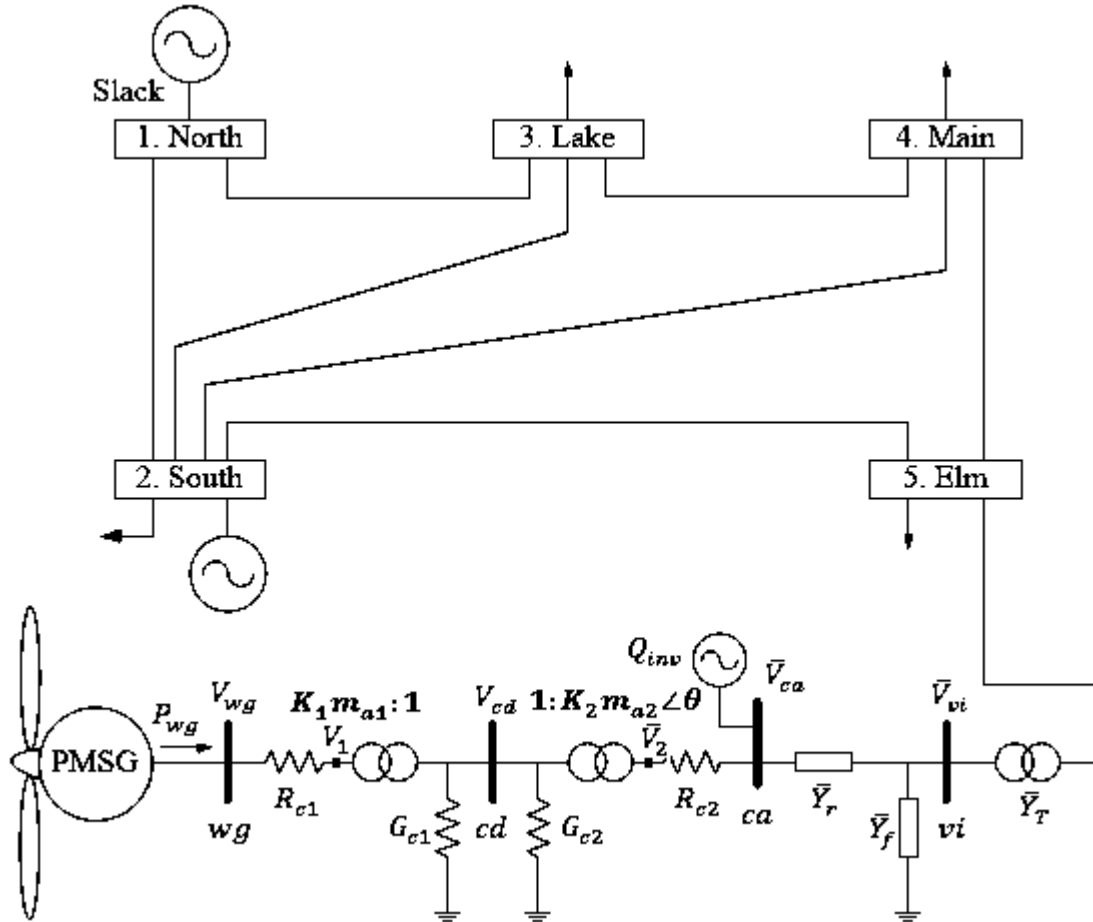 Slack
1. North
3. Lake
4. Main
2. South
5. Elm
Q_inv
V̄_ca
V_wg
K_1 m_a1 : 1
V_cd
1 : K_2 m_a2 ∠θ
V̄_vi
P_wg
V_1
V̄_2
PMSG
R_c1
R_c2
Ȳ_r
Ȳ_T
wg
G_c1
cd
G_c2
ca
Ȳ_f
vi